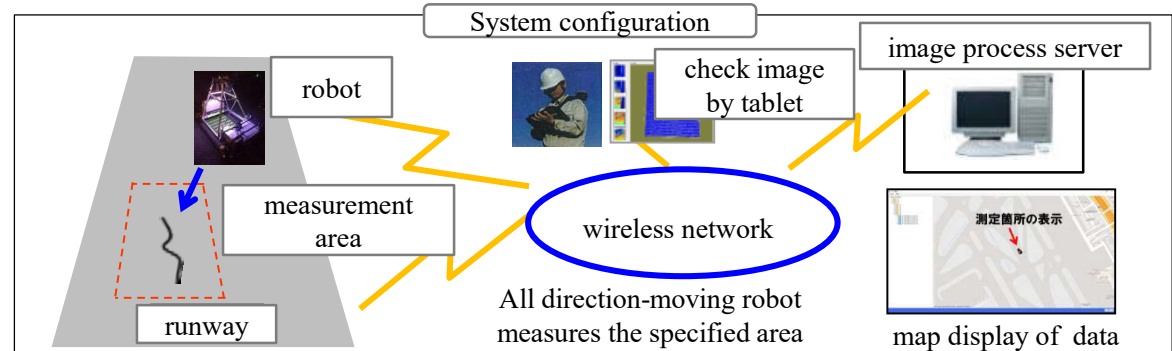 System configuration
robot
check image
by tablet
image process server
measurement
area
wireless network
測定箇所の表示
runway
All direction-moving robot
measures the specified area
map display of data